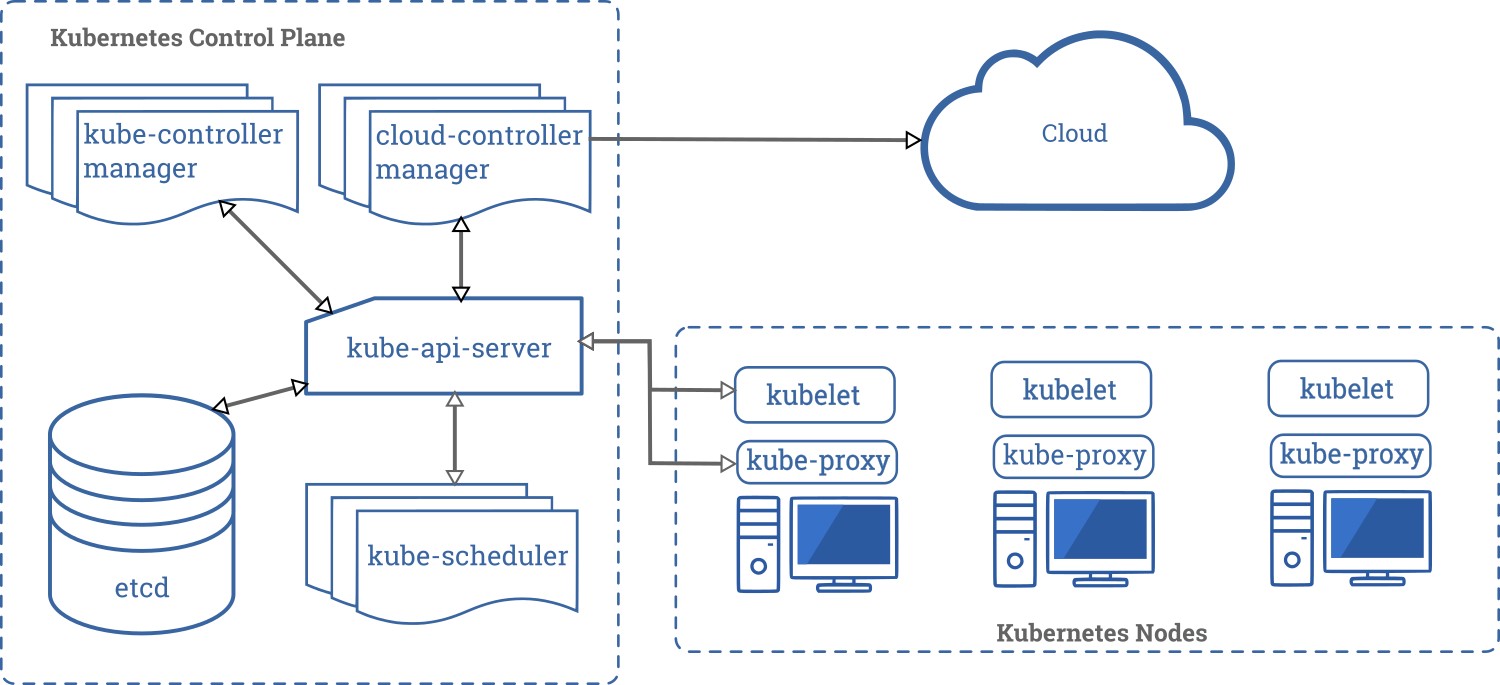 Kubernetes Control Plane
kube-controller
manager
cloud-controller
manager
Cloud
kube-api-server
etcd
kube-scheduler
kubelet
kube-proxy
kubelet
kube-proxy
kubelet
kube-proxy
Kubernetes Nodes